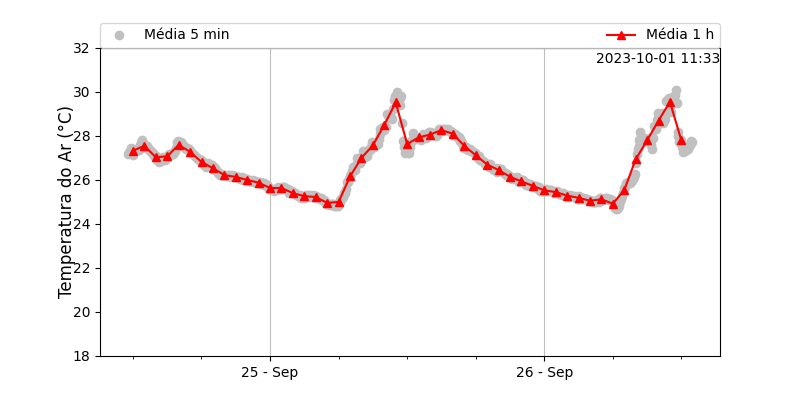 Média 5 min
Média 1 h
2023-10-01 11:33
Temperatura do Ar (°C)
32
30
28
26
24
22
20
18
25 - Sep
26 - Sep